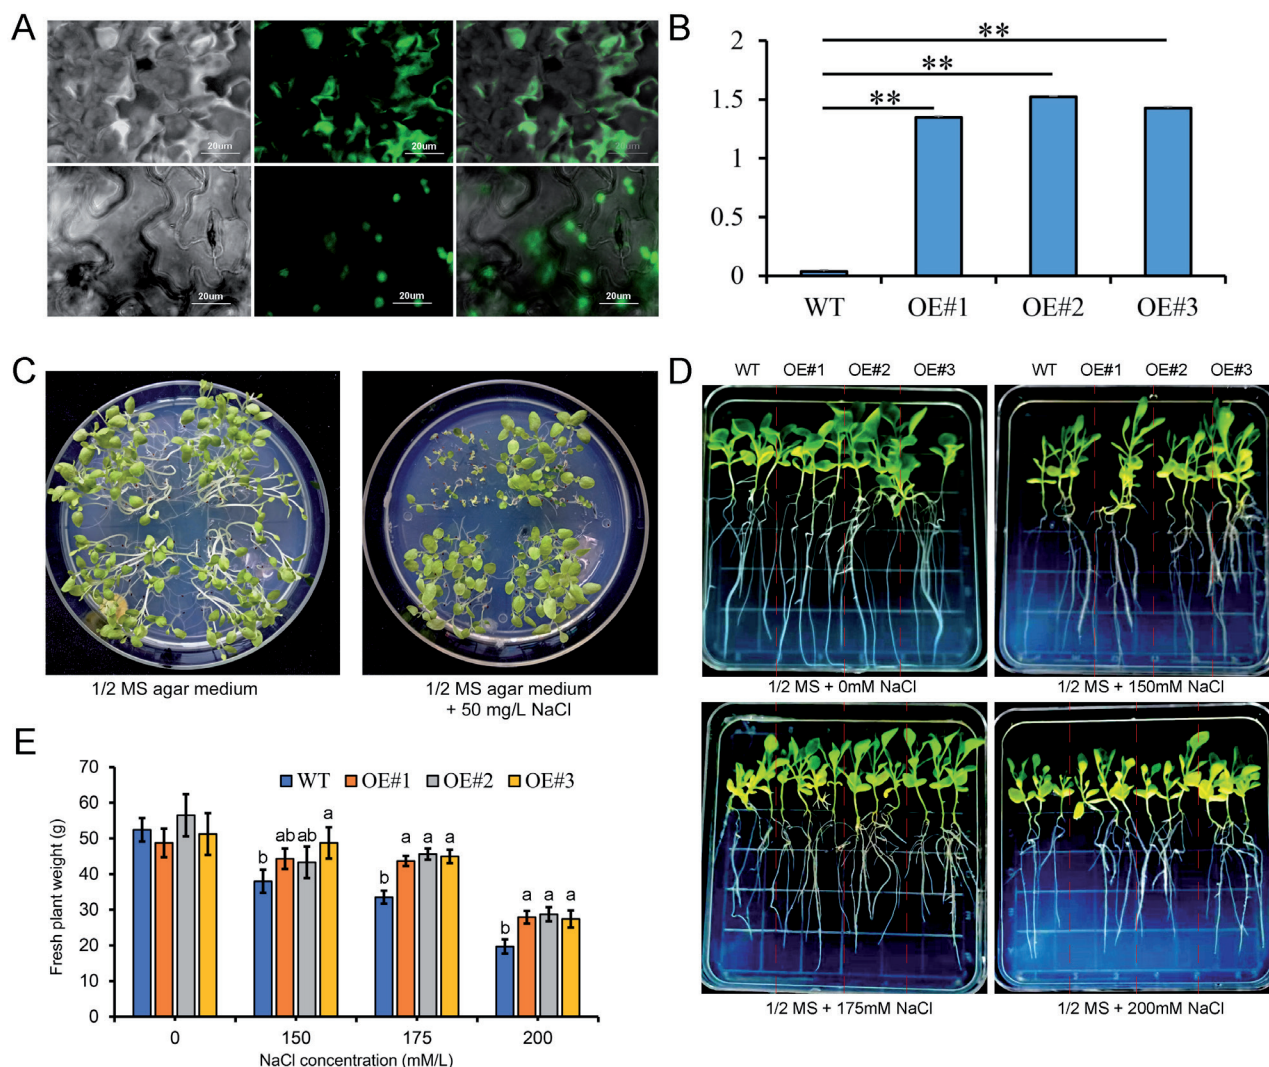 A
20um
20um
20um
20um
20um
20um
B
2
1.5
1
0.5
0
**
**
**
WT OE#1 OE#2 OE#3
C
1/2 MS agar medium
1/2 MS agar medium
+ 50 mg/L NaCl
D
WT OE#1 OE#2 OE#3
WT OE#1 OE#2 OE#3
1/2 MS + 0mM NaCl
1/2 MS + 150mM NaCl
1/2 MS + 175mM NaCl
1/2 MS + 200mM NaCl
E
Fresh plant weight (g)
70
60
50
40
30
20
10
0
WT OE#1 OE#2 OE#3
b ab ab a
b a a a
b a a a
0 150 175 200
NaCl concentration (mM/L)